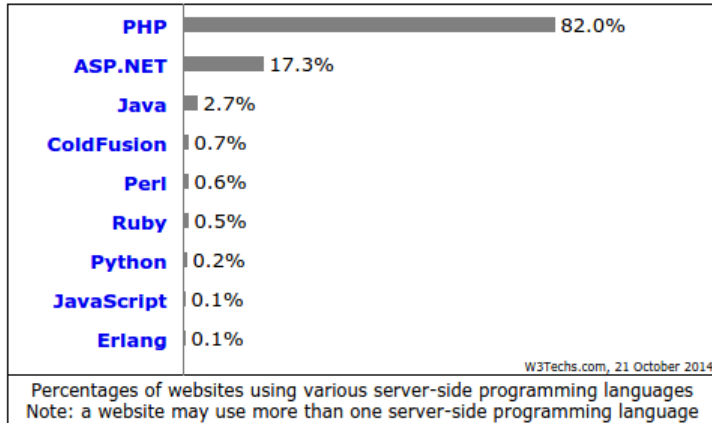 PHP 82.0%
ASP.NET 17.3%
Java 2.7%
ColdFusion 0.7%
Perl 0.6%
Ruby 0.5%
Python 0.2%
JavaScript 0.1%
Erlang 0.1%
W3Techs.com, 21 October 2014
Percentages of websites using various server-side programming languages
Note: a website may use more than one server-side programming language